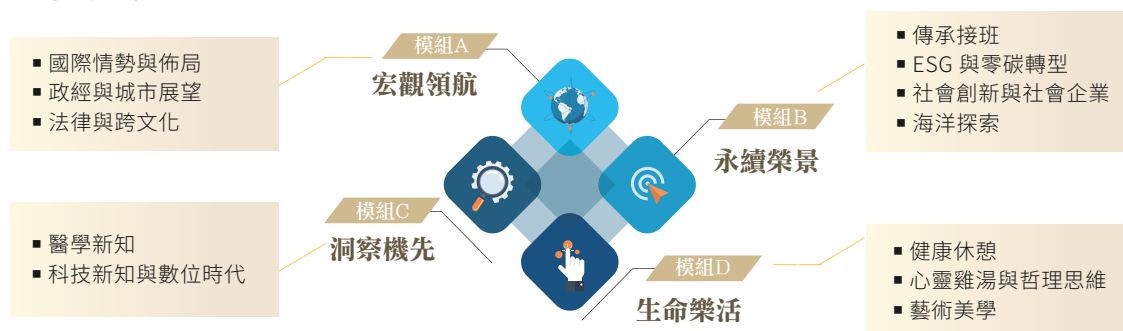 模組A
宏觀領航
■ 國際情勢與佈局
■ 政經與城市展望
■ 法律與跨文化
模組B
永續榮景
■ 傳承接班
■ ESG 與零碳轉型
■ 社會創新與社會企業
■ 海洋探索
模組C
洞察機先
■ 醫學新知
■ 科技新知與數位時代
模組D
生命樂活
■ 健康休憩
■ 心靈雞湯與哲理思維
■ 藝術美學